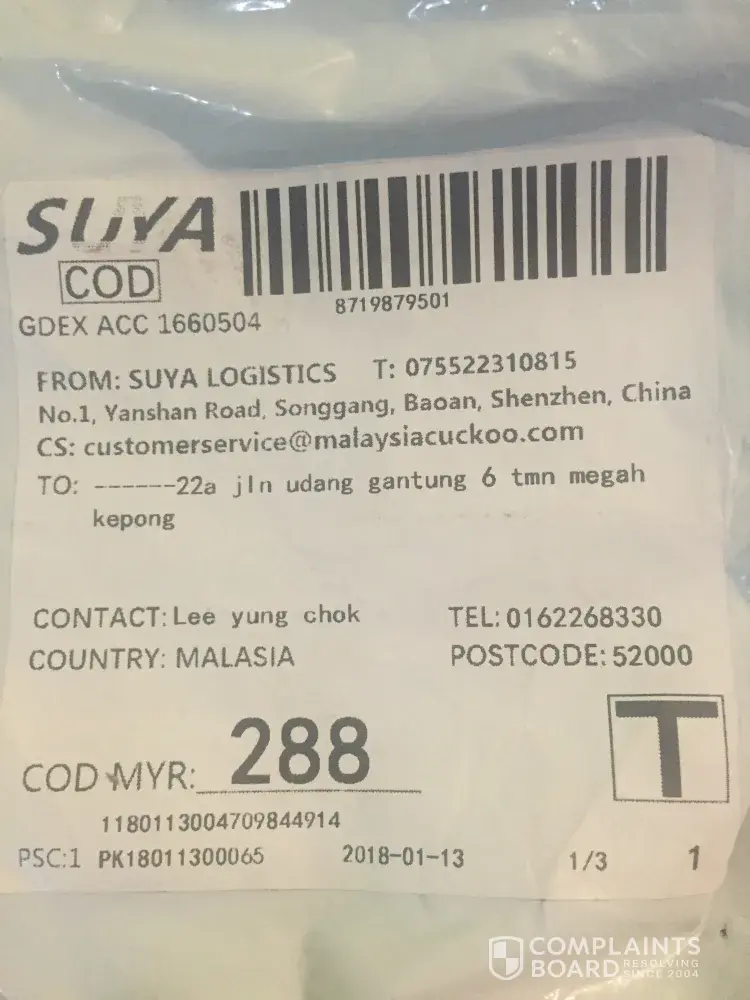 SUYA
COD
8719879501
GDEX ACC 1660504
FROM: SUYA LOGISTICS T: 075522310815
No.1, Yanshan Road, Songgang, Baoan, Shenzhen, China
CS: customerservice@malaysiacuckoo.com
TO: ------22a jln udang gantung 6 tmn megah
kepong
CONTACT: Lee yung chok TEL: 0162268330
COUNTRY: MALASIA POSTCODE: 52000
T
COD MYR: 288
1180113004709844914
PSC:1 PK18011300065 2018-01-13 1/3 1
COMPLAINTS
BOARD RESOLVING
SINCE 2004